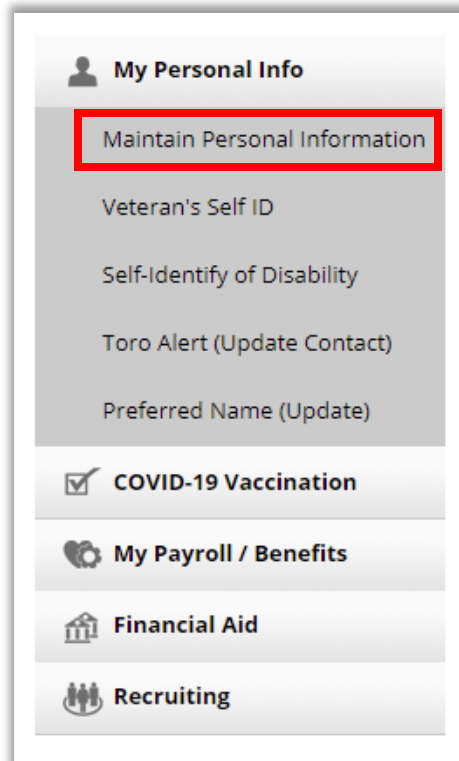 My Personal Info
Maintain Personal Information
Veteran's Self ID
Self-Identify of Disability
Toro Alert (Update Contact)
Preferred Name (Update)
COVID-19 Vaccination
My Payroll / Benefits
Financial Aid
Recruiting